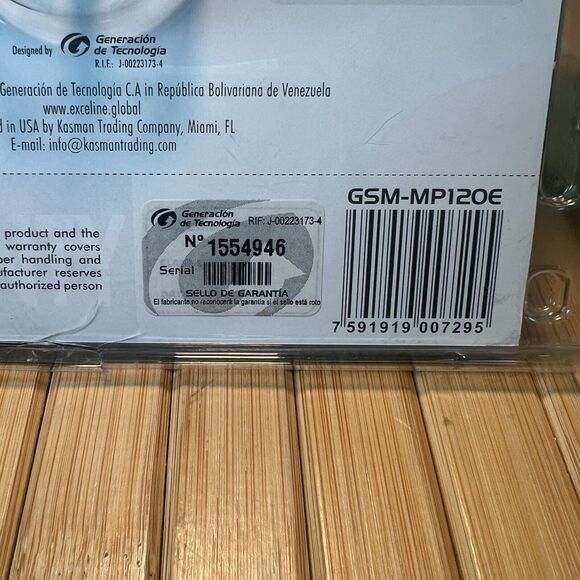 Designed by Generación
de Tecnología
R.I.F.: J-00223173-4
Generación de Tecnología C.A in República Bolivariana de Venezuela
www.exceline.global
d in USA by Kasman Trading Company, Miami, FL
E-mail: info@kasmantrading.com
product and the
warranty covers
per handling and
nufacturer reserves
authorized person
Generación
de Tecnología RIF: J-00223173-4
Nº 1554946
Serial
SELLO DE GARANTÍA
El fabricante no reconocerá la garantía si el sello está roto
GSM-MP120E
7 591919 007295